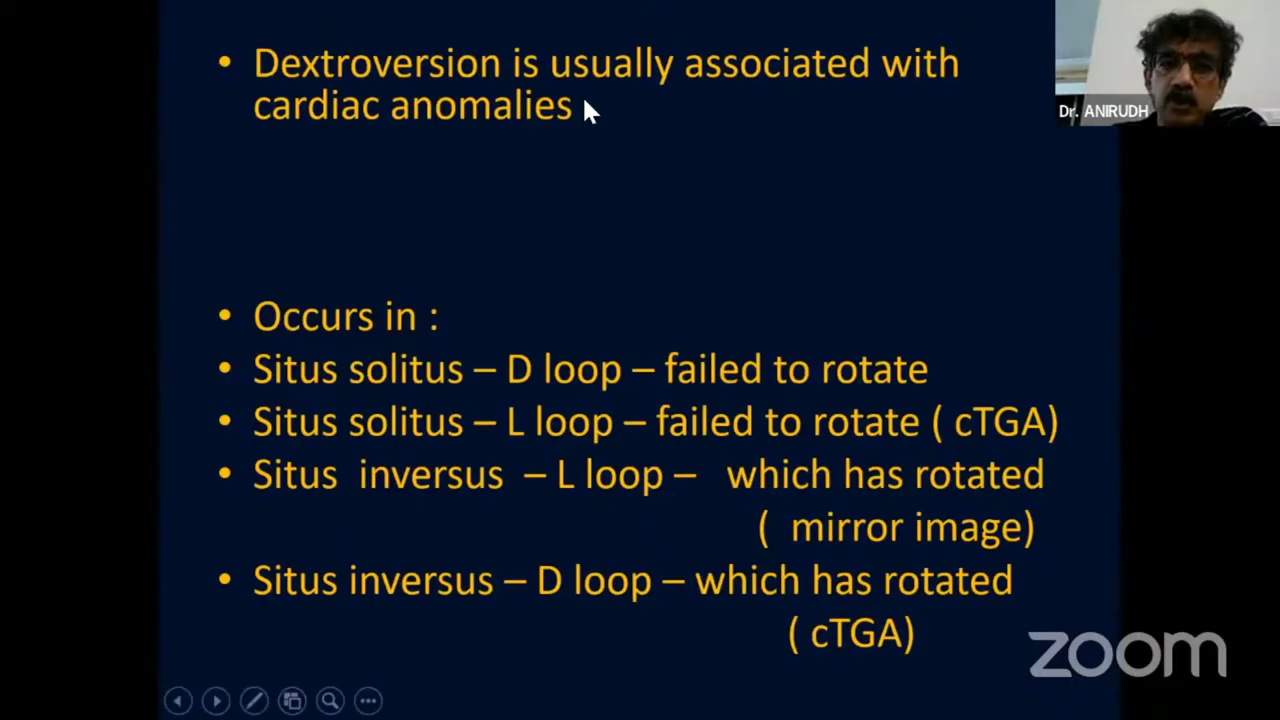 • Dextroversion is usually associated with
cardiac anomalies
Dr. ANIRUDH
• Occurs in :
• Situs solitus – D loop – failed to rotate
• Situs solitus – L loop – failed to rotate ( cTGA)
• Situs inversus – L loop – which has rotated
( mirror image)
• Situs inversus – D loop – which has rotated
( cTGA)
zoom